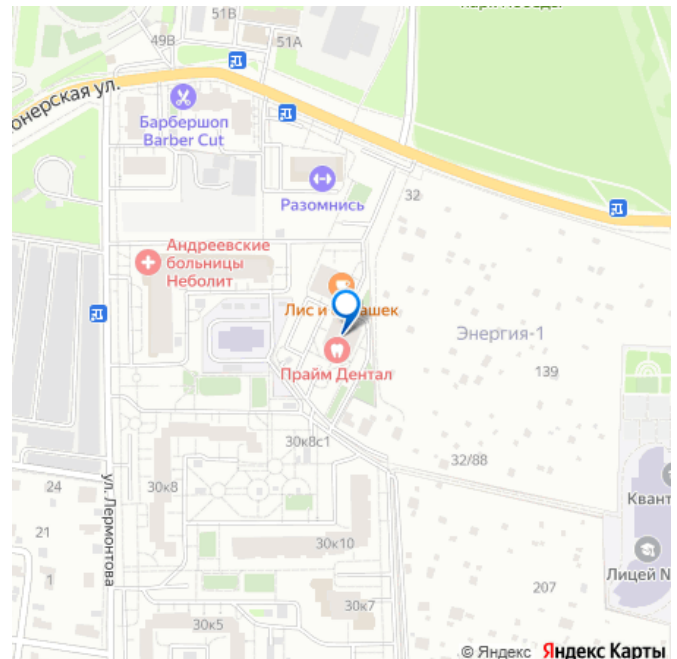 парк Победы
51В
49В
51А
онерская ул.
Барбершоп
Barber Cut
Разомнись
32
Андреевские
больницы
Неболит
Лис и
ашек
Энергия-1
Прайм Дентал
139
30к8с1
32/88
24
30к8
ул. Лермонтова
Квант
21
30к10
Лицей N
1
207
30к7
30к5
© Яндекс Яндекс Карты